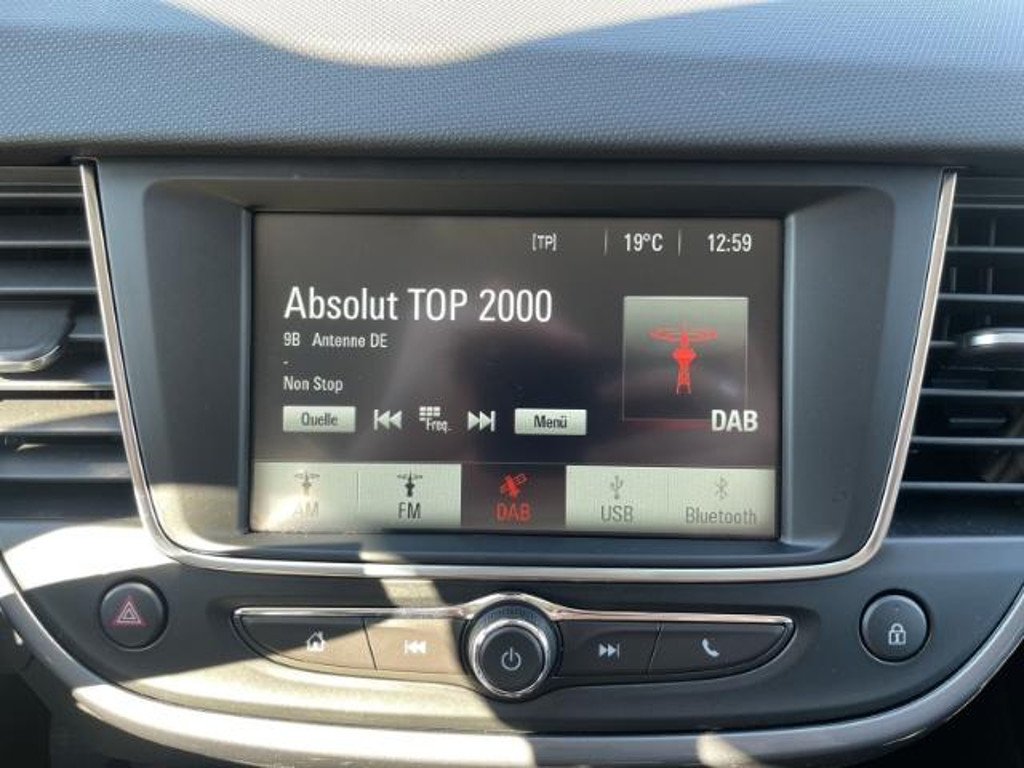 [TP] 19°C 12:59
Absolut TOP 2000
9B Antenne DE
-
Non Stop
Quelle Freq. Menü
DAB
AM FM DAB USB Bluetooth